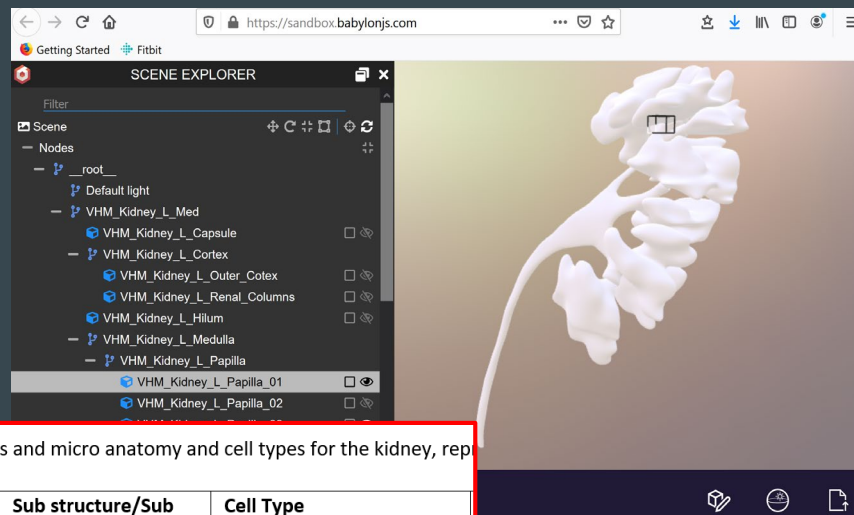 https://sandbox.babylonjs.com
Getting Started Fitbit
SCENE EXPLORER
Filter
Scene
Nodes
__root__
Default light
VHM_Kidney_L_Med
VHM_Kidney_L_Capsule
VHM_Kidney_L_Cortex
VHM_Kidney_L_Outer_Cotex
VHM_Kidney_L_Renal_Columns
VHM_Kidney_L_Hilum
VHM_Kidney_L_Medulla
VHM_Kidney_L_Papilla
VHM_Kidney_L_Papilla_01
VHM_Kidney_L_Papilla_02
s and micro anatomy and cell types for the kidney, rep
Sub structure/Sub Cell Type